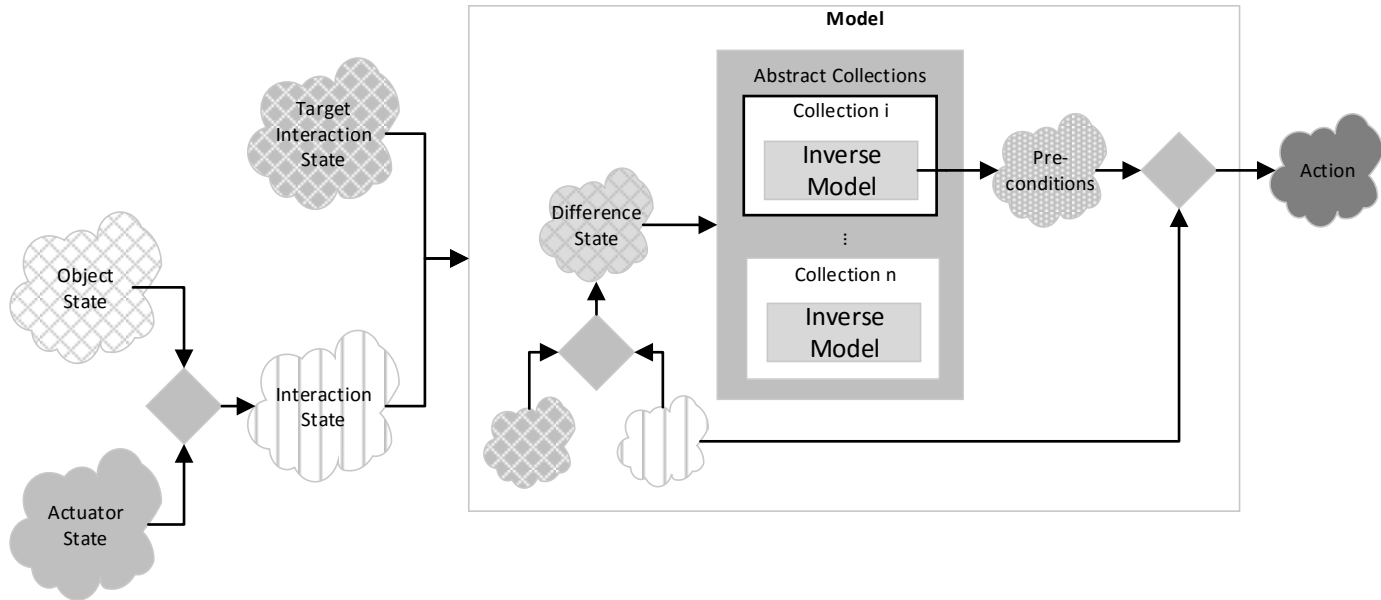 Model
Abstract Collections
Collection i
Inverse
Model
...
Collection n
Inverse
Model
Target
Interaction
State
Difference
State
Pre-
conditions
Action
Object
State
Interaction
State
Actuator
State